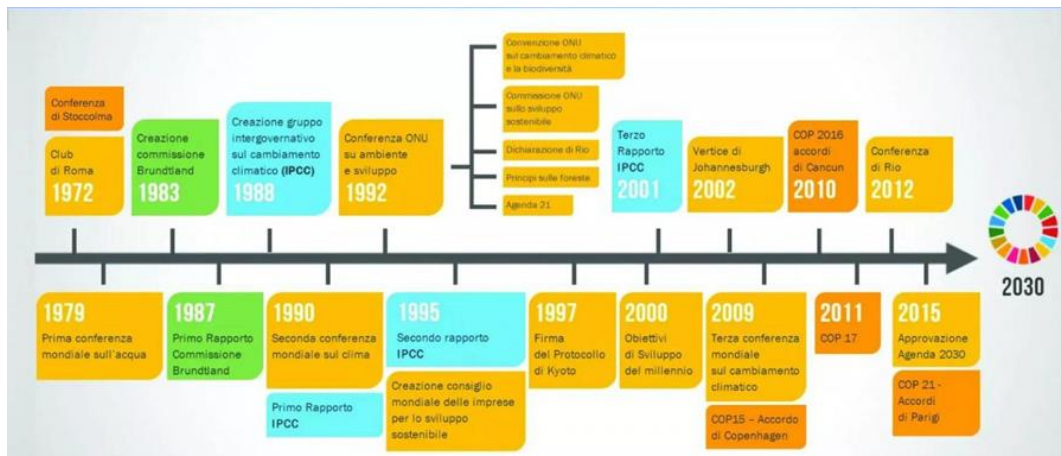 Conferenza
di Stoccolma
Club
di Roma
1972
Creazione
commissione
Brundtland
1983
Creazione gruppo
intergovernativo
sul cambiamento
climatico (IPCC)
1988
Conferenza ONU
su ambiente
e sviluppo
1992
Convenzione ONU
sul cambiamento climatico
e la biodiversità
Commissione ONU
sullo sviluppo
sostenibile
Dichiarazione di Rio
Principi sulle foreste
Agenda 21
Terzo
Rapporto
IPCC
2001
Vertice di
Johannesburgh
2002
COP 2016
accordi
di Cancun
2010
Conferenza
di Rio
2012
2030
1979
Prima conferenza
mondiale sull'acqua
1987
Primo Rapporto
Commissione
Brundtland
1990
Seconda conferenza
mondiale sul clima
Primo Rapporto
IPCC
1995
Secondo rapporto
IPCC
Creazione consiglio
mondiale delle imprese
per lo sviluppo
sostenibile
1997
Firma
del Protocollo
di Kyoto
2000
Obiettivi
di Sviluppo
del millennio
2009
Terza conferenza
mondiale
sul cambiamento
climatico
COP15 – Accordo
di Copenhagen
2011
COP 17
2015
Approvazione
Agenda 2030
COP 21 -
Accordi
di Parigi